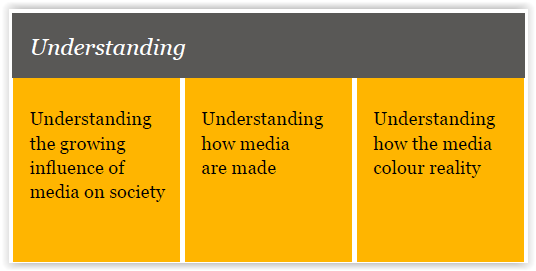 Understanding
Understanding
the growing
influence of
media on society
Understanding
how media
are made
Understanding
how the media
colour reality